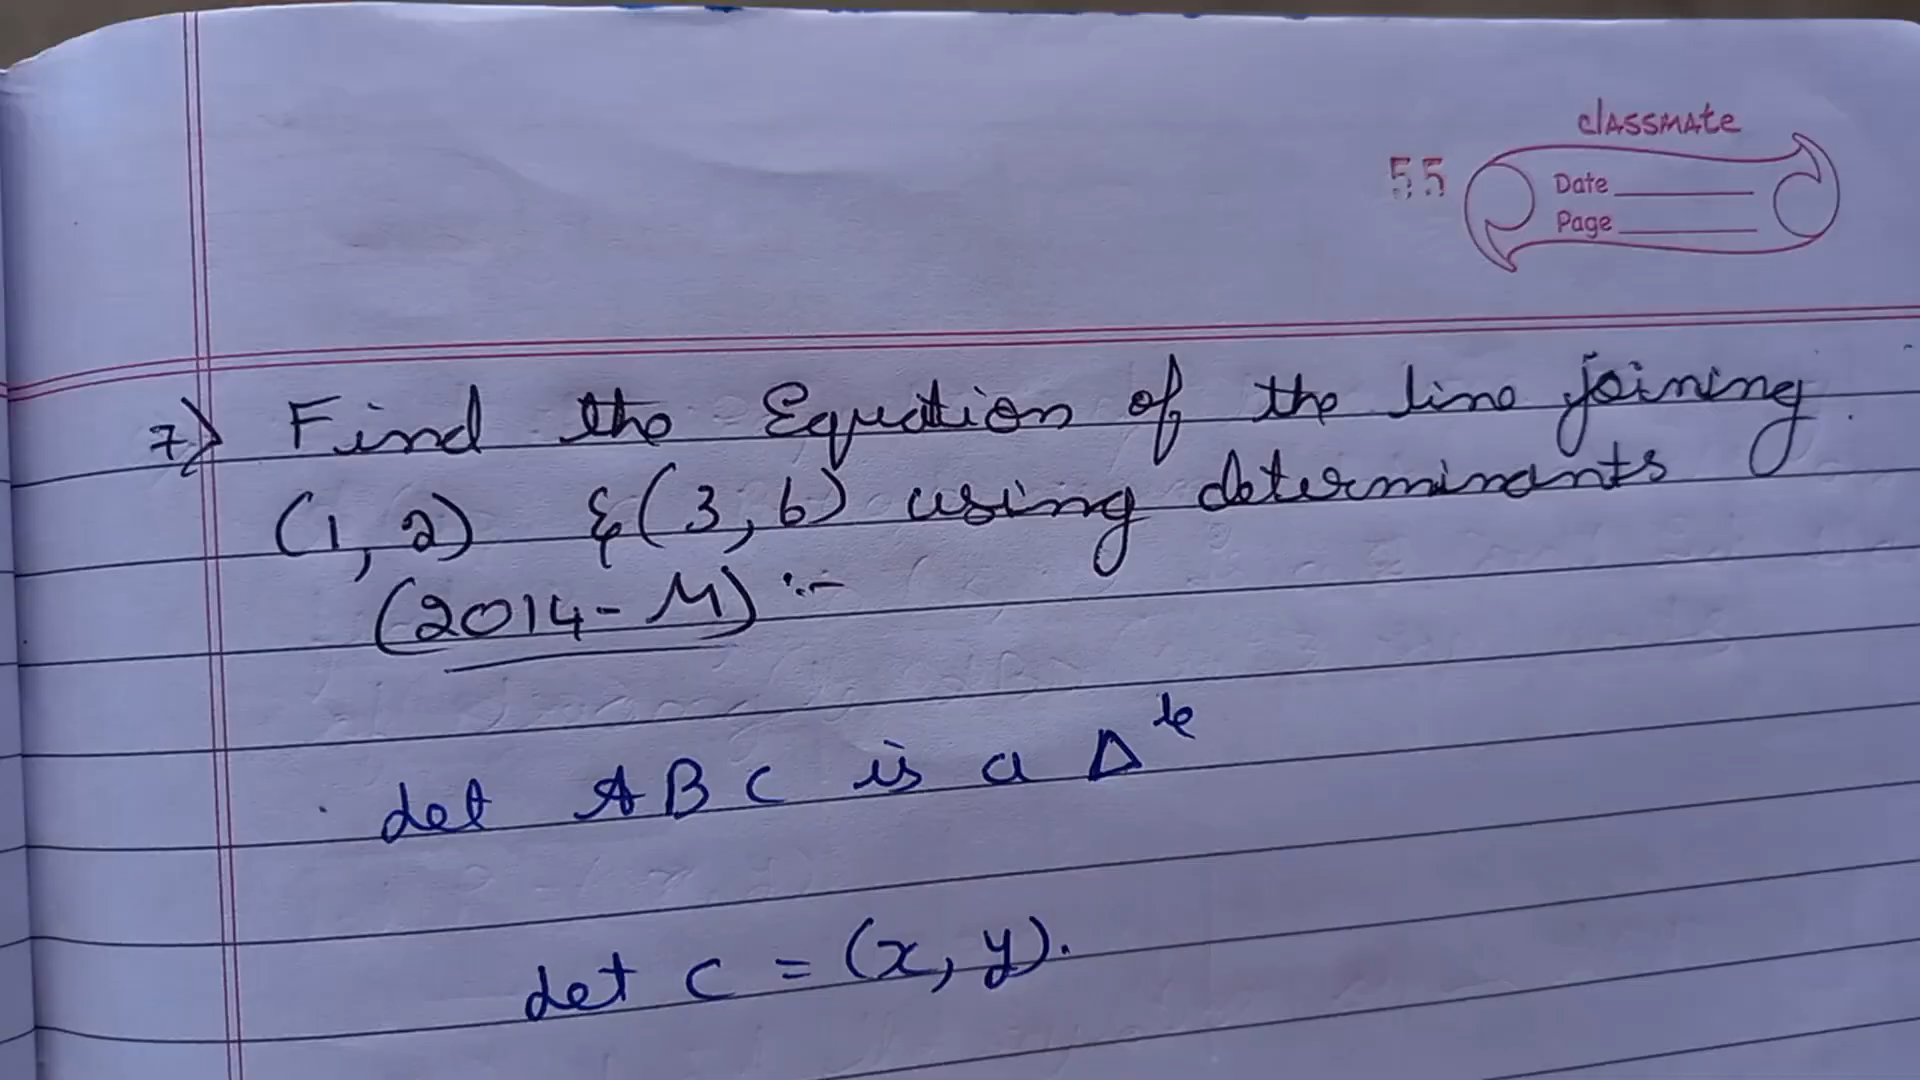 classmate
55
Date
Page
7) Find the Equation of the line joining
(1, 2) & (3, 6) using determinants
(2014 - M) :-
let ABC is a Δle
let C = (x, y).